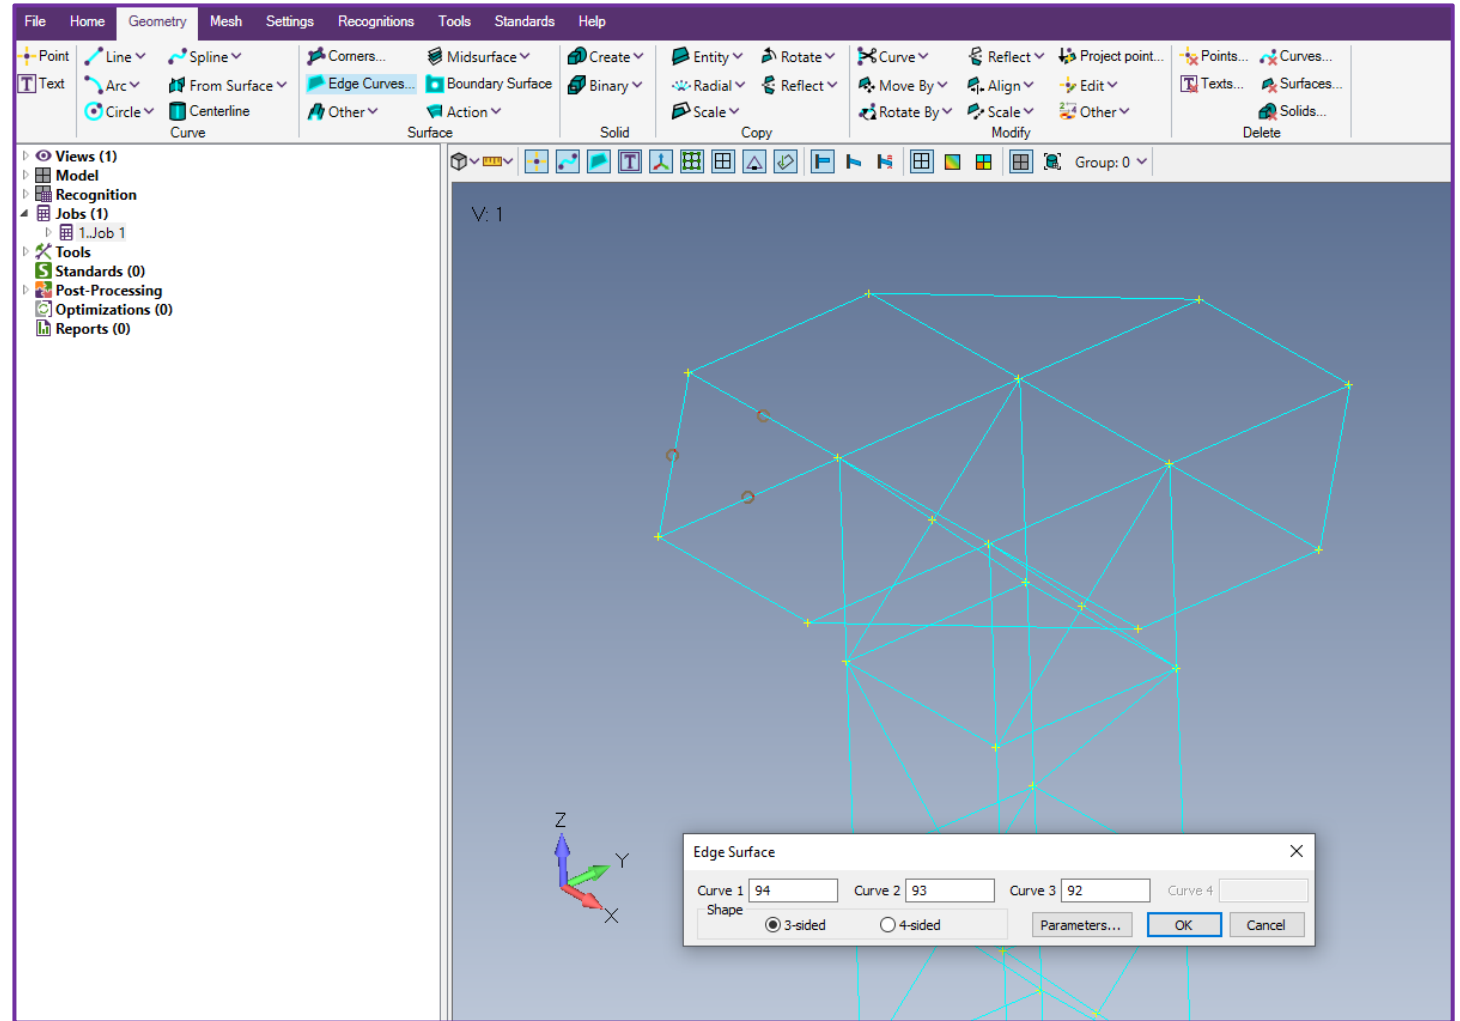 File Home Geometry Mesh Settings Recognitions Tools Standards Help
Point Line Spline Corners... Midsurface Create Entity Rotate Curve Reflect Project point... Points... Curves...
Text Arc From Surface Edge Curves... Boundary Surface Binary Radial Reflect Move By Align Edit Texts... Surfaces...
Circle Centerline Other Action Scale Rotate By Scale Other Solids...
Curve Surface Solid Copy Modify Delete
Views (1)
Model
Recognition
Jobs (1)
1..Job 1
Tools
Standards (0)
Post-Processing
Optimizations (0)
Reports (0)
Group: 0
V: 1
Z
Y
X
Edge Surface
Curve 1 94 Curve 2 93 Curve 3 92 Curve 4
Shape
3-sided 4-sided Parameters... OK Cancel